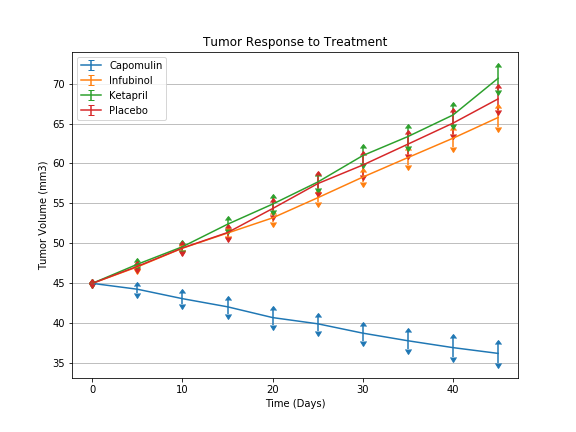 Tumor Response to Treatment
Capomulin
Infubinol
Ketapril
Placebo
Tumor Volume (mm3)
70
65
60
55
50
45
40
35
0
10
20
30
40
Time (Days)